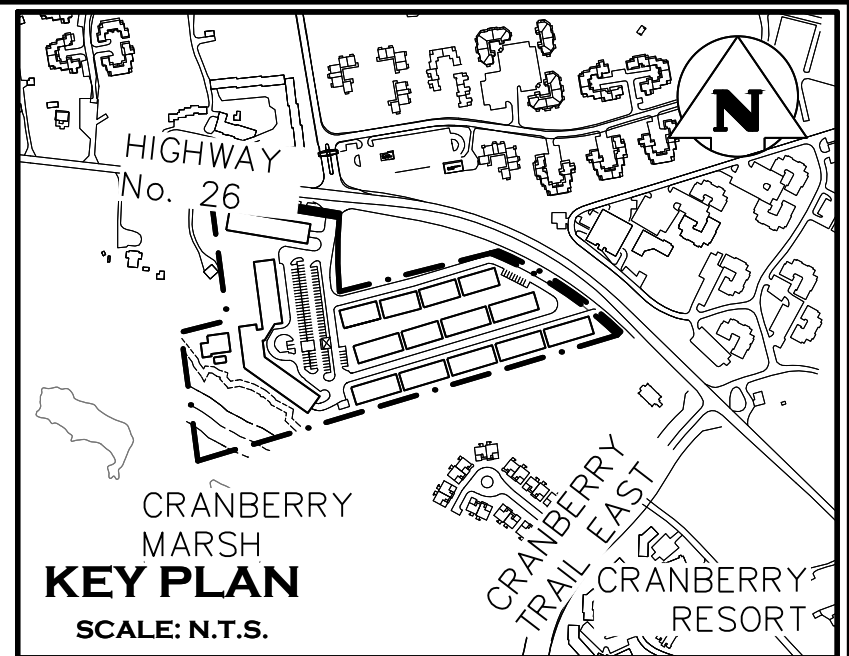 N
HIGHWAY
No. 26
CRANBERRY
MARSH
KEY PLAN
SCALE: N.T.S.
CRANBERRY
TRAIL EAST
CRANBERRY
RESORT